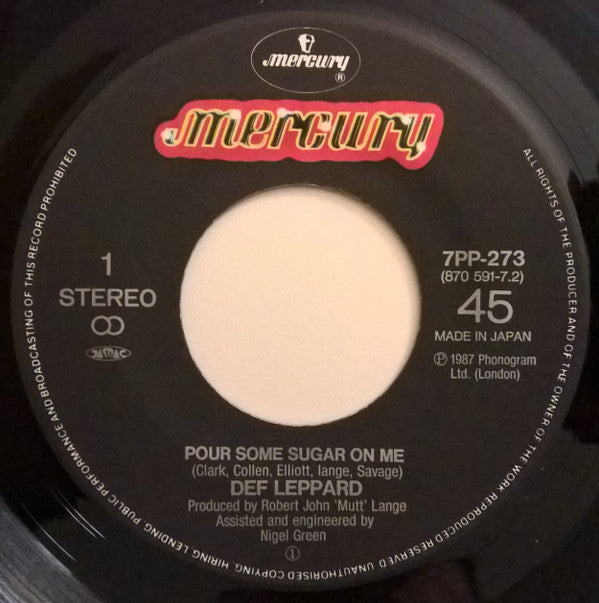 mercury
®
mercury
1
STEREO
JASRAC
7PP-273
(870 591-7.2)
45
MADE IN JAPAN
℗ 1987 Phonogram
Ltd. (London)
POUR SOME SUGAR ON ME
(Clark, Collen, Elliott, lange, Savage)
DEF LEPPARD
Produced by Robert John 'Mutt' Lange
Assisted and engineered by
Nigel Green
①
ALL RIGHTS OF THE PRODUCER AND OF THE OWNER OF THE WORK REPRODUCED RESERVED UNAUTHORISED COPYING, HIRING, LENDING, PUBLIC PERFORMANCE AND BROADCASTING OF THIS RECORD PROHIBITED